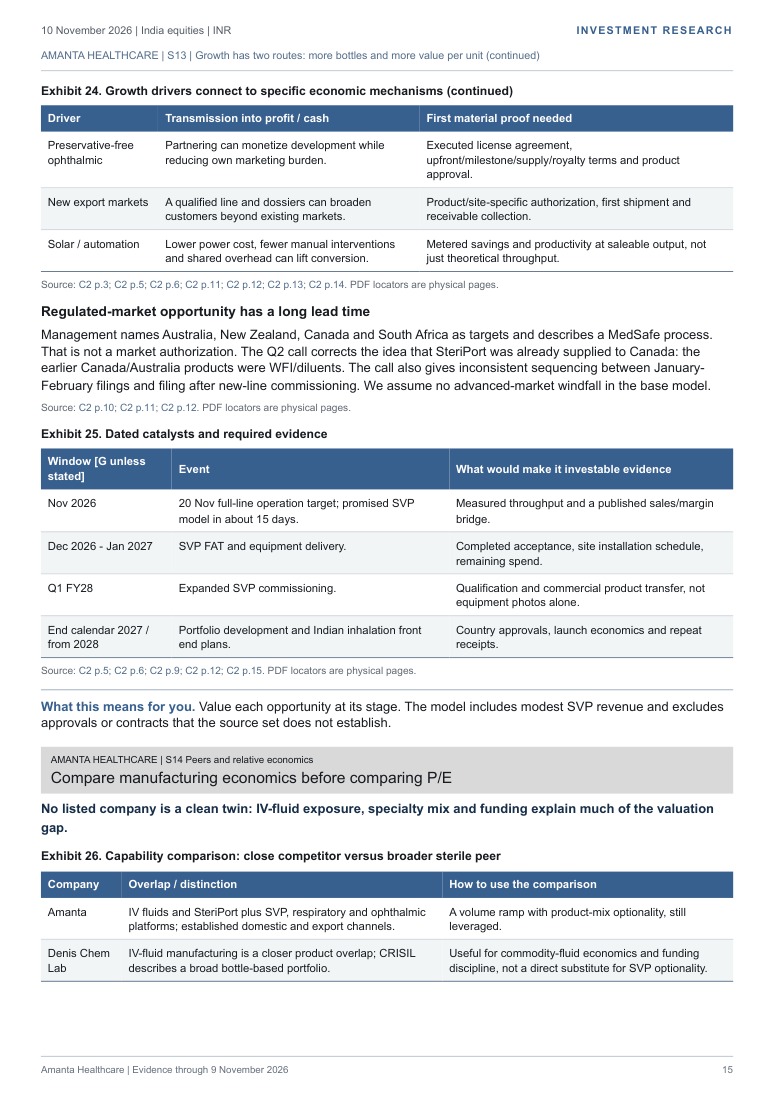 10 November 2026 | India equities | INR
INVESTMENT RESEARCH
AMANTA HEALTHCARE | S13 | Growth has two routes: more bottles and more value per unit (continued)
Exhibit 24. Growth drivers connect to specific economic mechanisms (continued)
Driver
Transmission into profit / cash
First material proof needed
Preservative-free
ophthalmic
Partnering can monetize development while
reducing own marketing burden.
Executed license agreement,
upfront/milestone/supply/royalty terms and product
approval.
New export markets
A qualified line and dossiers can broaden
customers beyond existing markets.
Product/site-specific authorization, first shipment and
receivable collection.
Solar / automation
Lower power cost, fewer manual interventions
and shared overhead can lift conversion.
Metered savings and productivity at saleable output, not
just theoretical throughput.
Source: C2 p.3; C2 p.5; C2 p.6; C2 p.11; C2 p.12; C2 p.13; C2 p.14. PDF locators are physical pages.
Regulated-market opportunity has a long lead time
Management names Australia, New Zealand, Canada and South Africa as targets and describes a MedSafe process.
That is not a market authorization. The Q2 call corrects the idea that SteriPort was already supplied to Canada: the
earlier Canada/Australia products were WFI/diluents. The call also gives inconsistent sequencing between January-
February filings and filing after new-line commissioning. We assume no advanced-market windfall in the base model.
Source: C2 p.10; C2 p.11; C2 p.12. PDF locators are physical pages.
Exhibit 25. Dated catalysts and required evidence
Window [G unless
stated]
Event
What would make it investable evidence
Nov 2026
20 Nov full-line operation target; promised SVP
model in about 15 days.
Measured throughput and a published sales/margin
bridge.
Dec 2026 - Jan 2027
SVP FAT and equipment delivery.
Completed acceptance, site installation schedule,
remaining spend.
Q1 FY28
Expanded SVP commissioning.
Qualification and commercial product transfer, not
equipment photos alone.
End calendar 2027 /
from 2028
Portfolio development and Indian inhalation front
end plans.
Country approvals, launch economics and repeat
receipts.
Source: C2 p.5; C2 p.6; C2 p.9; C2 p.12; C2 p.15. PDF locators are physical pages.
What this means for you. Value each opportunity at its stage. The model includes modest SVP revenue and excludes
approvals or contracts that the source set does not establish.
AMANTA HEALTHCARE | S14 Peers and relative economics
Compare manufacturing economics before comparing P/E
No listed company is a clean twin: IV-fluid exposure, specialty mix and funding explain much of the valuation
gap.
Exhibit 26. Capability comparison: close competitor versus broader sterile peer
Company
Overlap / distinction
How to use the comparison
Amanta
IV fluids and SteriPort plus SVP, respiratory and ophthalmic
platforms; established domestic and export channels.
A volume ramp with product-mix optionality, still
leveraged.
Denis Chem
Lab
IV-fluid manufacturing is a closer product overlap; CRISIL
describes a broad bottle-based portfolio.
Useful for commodity-fluid economics and funding
discipline, not a direct substitute for SVP optionality.
Amanta Healthcare | Evidence through 9 November 2026
15